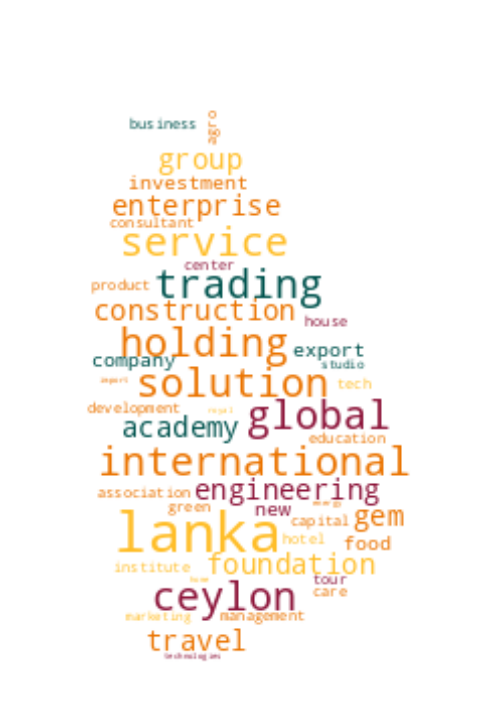 business agro
group
investment
enterprise
consultant
service
center
product trading
construction
house
holding
export
company
studio
import
solution
tech
development
royal
global
academy
education
international
association
engineering
green
new
energy
capital
gem
lanka
hotel
food
foundation
institute
tour
home
care
ceylon
marketing
management
travel
technologies